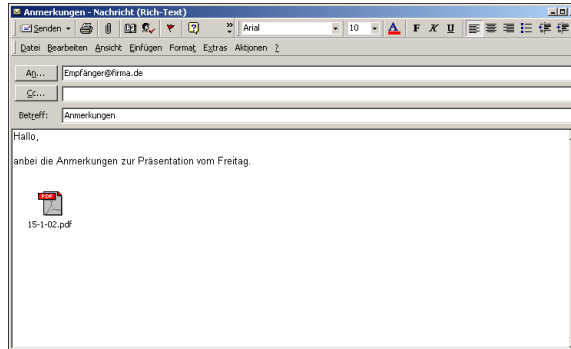 Anmerkungen - Nachricht (Rich-Text)
Senden Arial 10 F K U
Datei Bearbeiten Ansicht Einfügen Format Extras Aktionen ?
An... Empfänger@firma.de
Cc...
Betreff: Anmerkungen
Hallo,
anbei die Anmerkungen zur Präsentation vom Freitag.
PDF
15-1-02.pdf